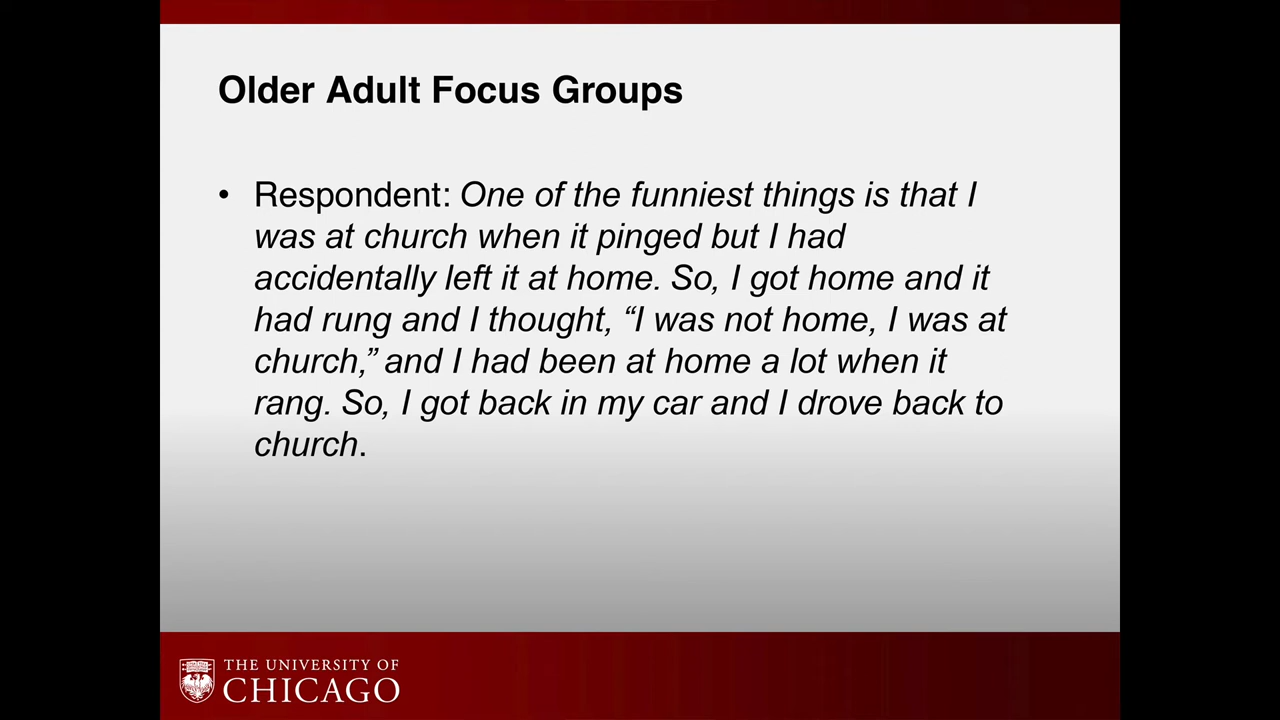 Older Adult Focus Groups
• Respondent: One of the funniest things is that I
was at church when it pinged but I had
accidentally left it at home. So, I got home and it
had rung and I thought, “I was not home, I was at
church,” and I had been at home a lot when it
rang. So, I got back in my car and I drove back to
church.
THE UNIVERSITY OF
CHICAGO